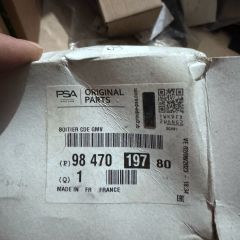 PSA
ORIGINAL
PARTS
BOITIER CDE GMV
(P) 98 470 197 80
(Q) 1
MADE IN FR FRANCE